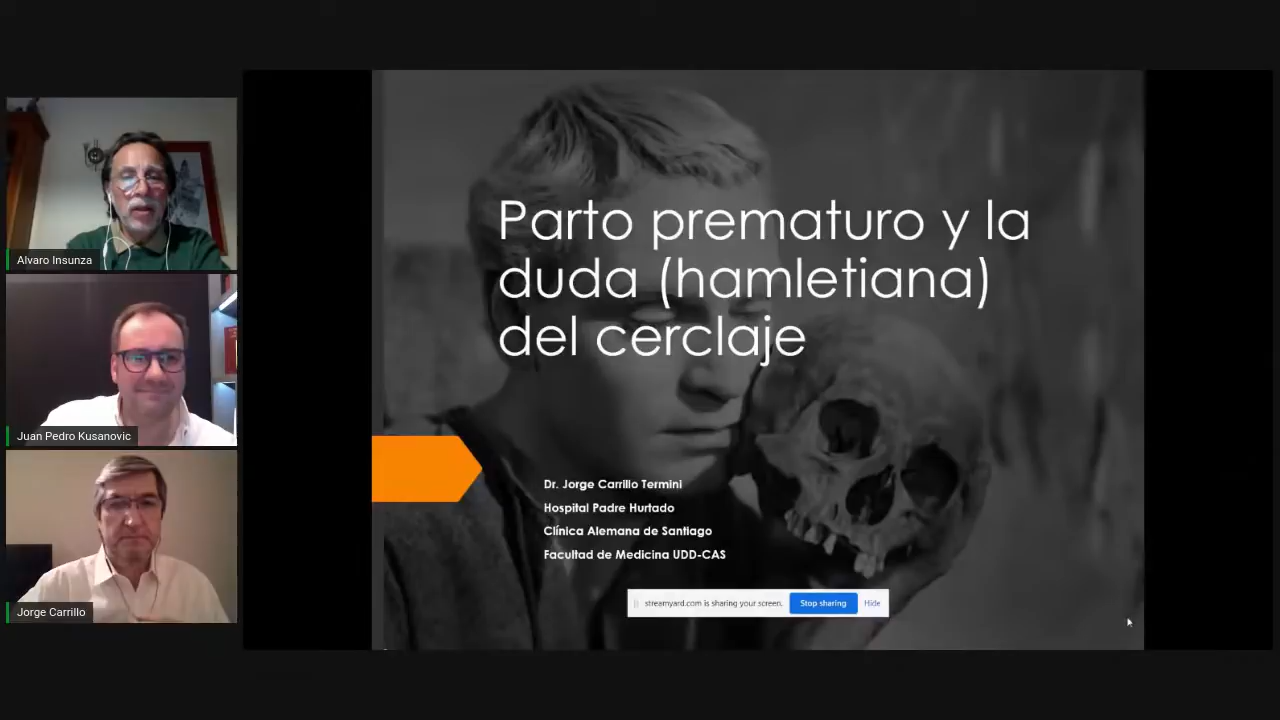 Alvaro Insunza
Juan Pedro Kusanovic
Jorge Carrillo
Parto prematuro y la
duda (hamletiana)
del cerclaje
Dr. Jorge Carrillo Termini
Hospital Padre Hurtado
Clínica Alemana de Santiago
Facultad de Medicina UDD-CAS
streamyard.com is sharing your screen.
Stop sharing
Hide